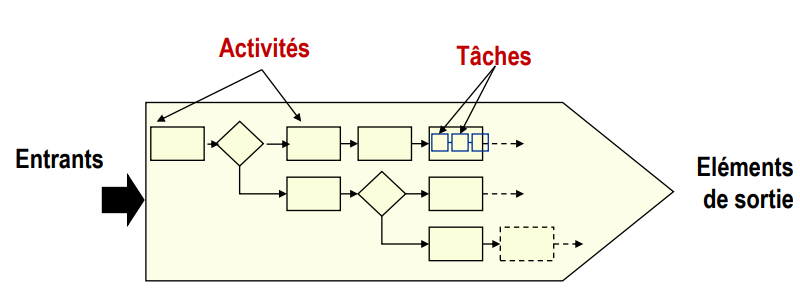 Activités
Tâches
Entrants
Eléments
de sortie